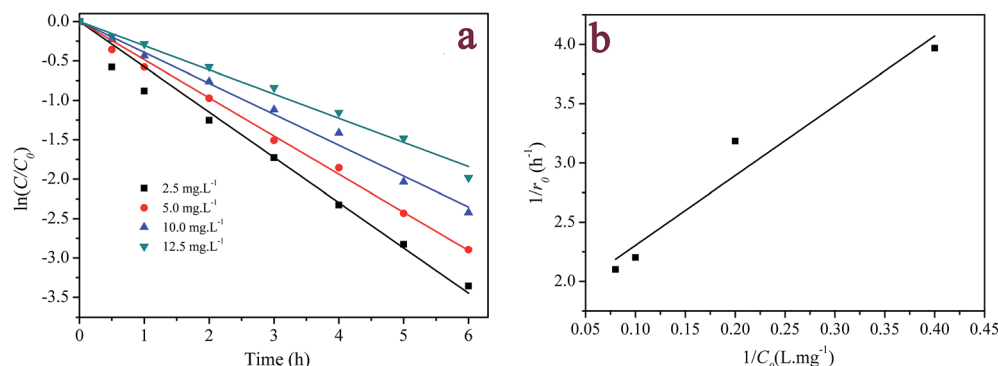 a
0.0
-0.5
-1.0
-1.5
-2.0
-2.5
-3.0
-3.5
ln(C/C₀)
2.5 mg.L⁻¹
5.0 mg.L⁻¹
10.0 mg.L⁻¹
12.5 mg.L⁻¹
0 1 2 3 4 5 6
Time (h)
b
4.0
3.5
3.0
2.5
2.0
1/r₀ (h⁻¹)
0.05 0.10 0.15 0.20 0.25 0.30 0.35 0.40 0.45
1/C₀(L.mg⁻¹)